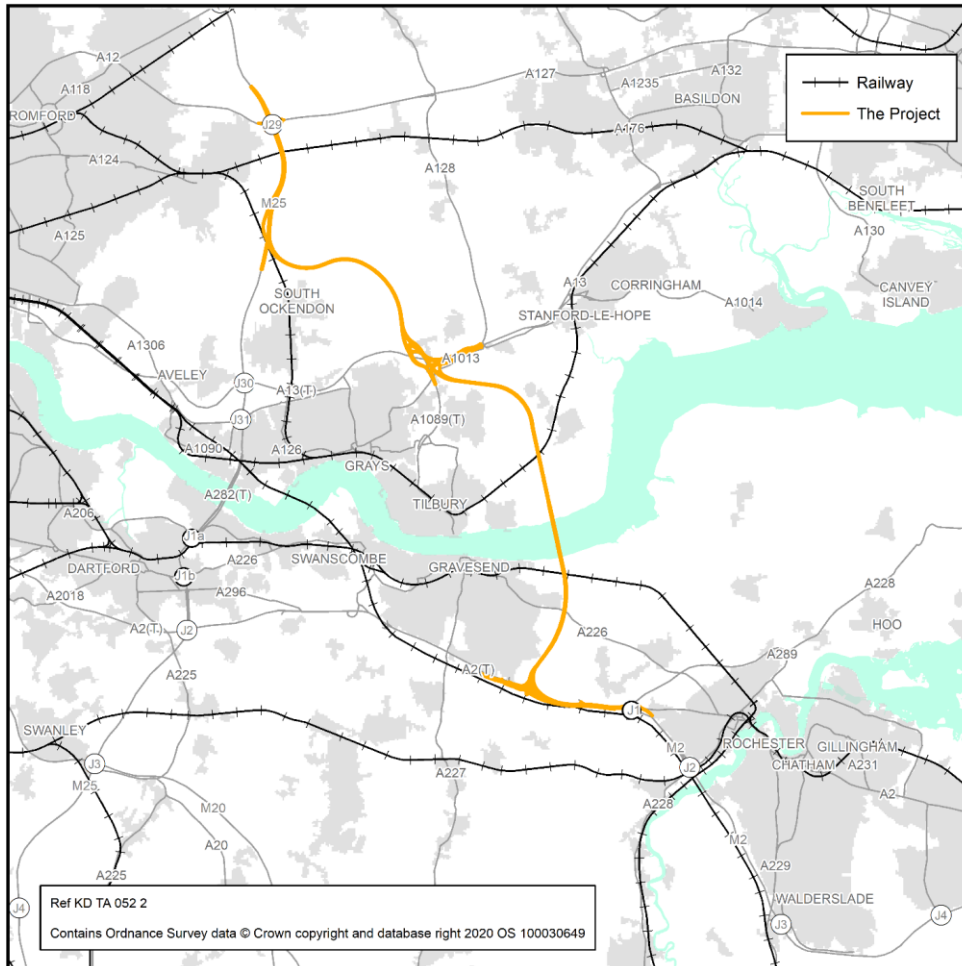 A12
A118
ROMFORD
A124
A125
J29
M25
A127
A1235
A132
BASILDON
A176
A128
Railway
The Project
SOUTH
BENFLEET
A130
CANVEY
ISLAND
A13
CORRINGHAM
A1014
STANFORD-LE-HOPE
SOUTH
OCKENDON
A1013
A1306
AVELEY
J30
A13(T)
J31
A1089(T)
A1090
A126
GRAYS
TILBURY
A282(T)
A206
J1a
DARTFORD
A226
SWANSCOMBE
GRAVESEND
J1b
A296
A2018
A2(T)
J2
A225
A226
A228
HOO
A289
A2(T)
J1
SWANLEY
J3
M25
M20
A20
A225
J4
A227
M2
J2
ROCHESTER
GILLINGHAM
CHATHAM
A231
A2
A228
M2
A229
WALDERSLADE
J3
J4
Ref KD TA 052 2
Contains Ordnance Survey data © Crown copyright and database right 2020 OS 100030649